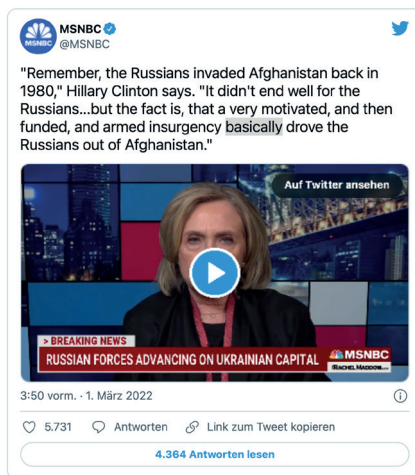 MSNBC
@MSNBC
MSNBC
"Remember, the Russians invaded Afghanistan back in
1980," Hillary Clinton says. "It didn't end well for the
Russians...but the fact is, that a very motivated, and then
funded, and armed insurgency basically drove the
Russians out of Afghanistan."
Auf Twitter ansehen
> BREAKING NEWS
RUSSIAN FORCES ADVANCING ON UKRAINIAN CAPITAL
MSNBC
RACHEL MADDOW
3:50 vorm. · 1. März 2022
5.731
Antworten
Link zum Tweet kopieren
4.364 Antworten lesen